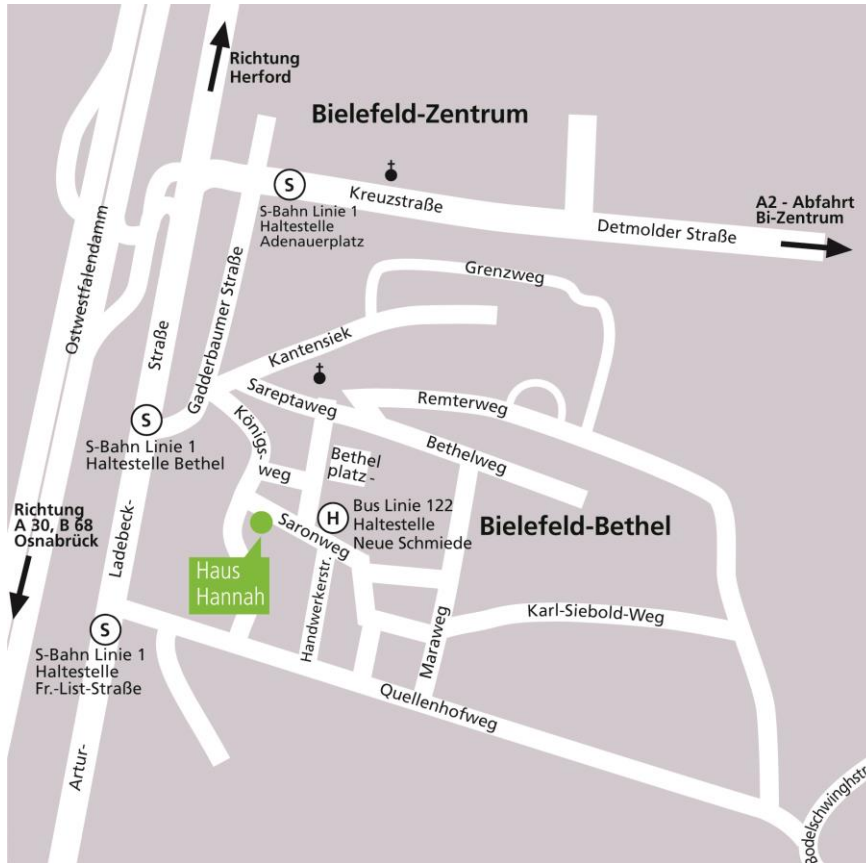 Richtung
Herford
Bielefeld-Zentrum
S
Kreuzstraße
S-Bahn Linie 1
Haltestelle
Adenauerplatz
A2 - Abfahrt
Bi-Zentrum
Detmolder Straße
Ostwestfalendamm
Grenzweg
Straße
Gadderbaumer Straße
Kantensiek
Sareptaweg
Remterweg
S
S-Bahn Linie 1
Haltestelle Bethel
Königs-
weg
Bethel
platz-
Bethelweg
Richtung
A 30, B 68
Osnabrück
Ladebeck-
H
Bus Linie 122
Haltestelle
Neue Schmiede
Bielefeld-Bethel
Saronweg
Haus
Hannah
Handwerkerstr.
Karl-Siebold-Weg
Maraweg
S
S-Bahn Linie 1
Haltestelle
Fr.-List-Straße
Quellenhofweg
Artur-
Bodelschwinghstr.